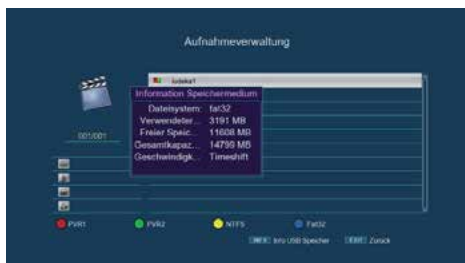 Aufnahmeverwaltung
Information Speichermedium
Dateisystem: fat32
Verwendeter... 3191 MB
Freier Speic... 11608 MB
Gesamtkapaz... 14799 MB
Geschwindigk... Timeshift
001/001
PVR1 PVR2 NTFS Fat32
Info USB Speicher EXIT Zurück